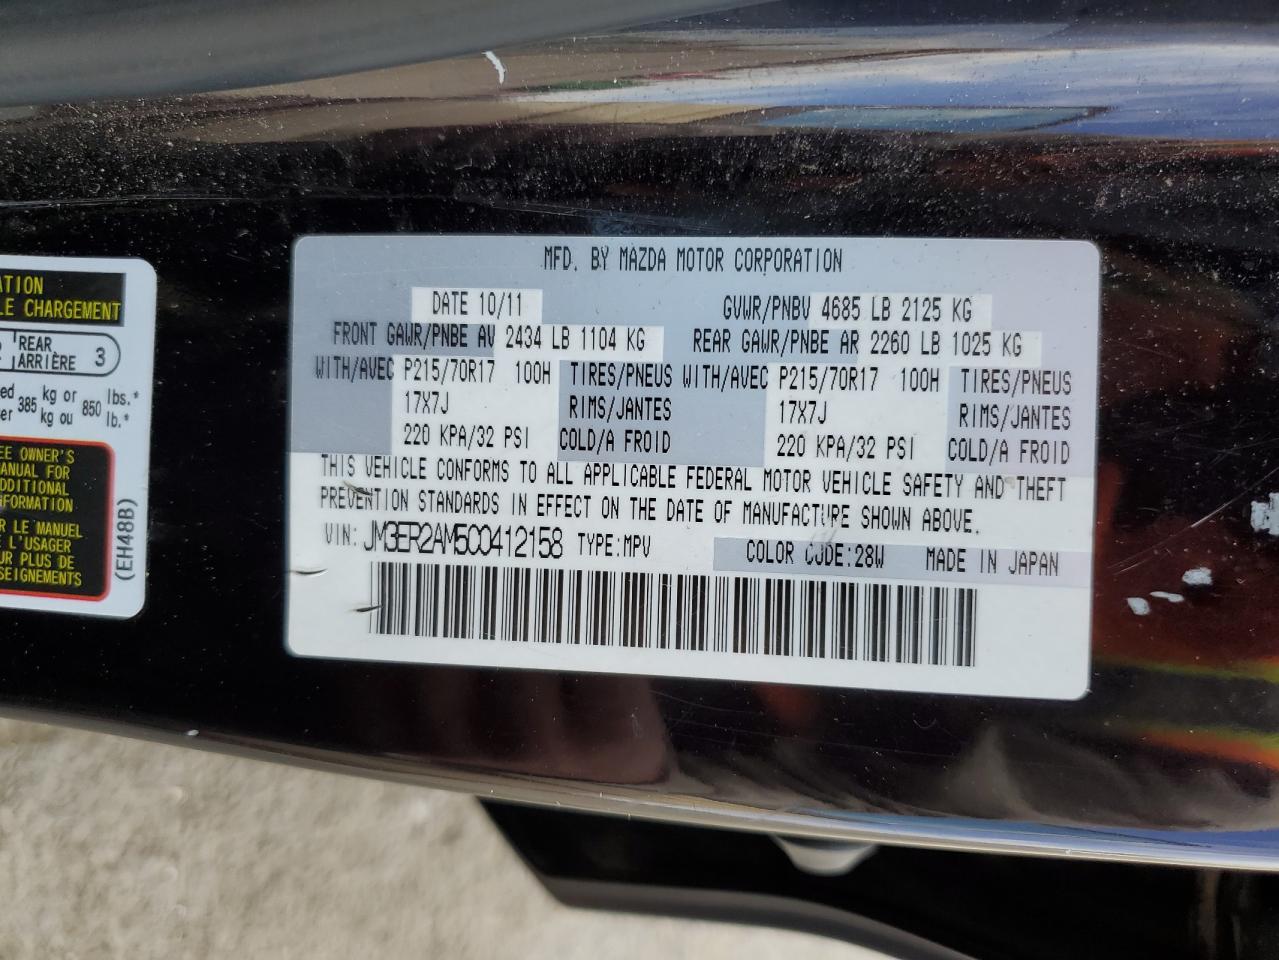 ATION
LE CHARGEMENT
REAR
ARRIÈRE 3
385 kg or 850 lbs.*
kg ou lb.*
EE OWNER'S
ANUAL FOR
DDITIONAL
NFORMATION
R LE MANUEL
E L'USAGER
UR PLUS DE
SEIGNEMENTS
(EH48B)
MFD. BY MAZDA MOTOR CORPORATION
DATE 10/11 GVWR/PNBV 4685 LB 2125 KG
FRONT GAWR/PNBE AV 2434 LB 1104 KG REAR GAWR/PNBE AR 2260 LB 1025 KG
WITH/AVEC P215/70R17 100H TIRES/PNEUS WITH/AVEC P215/70R17 100H TIRES/PNEUS
17X7J RIMS/JANTES 17X7J RIMS/JANTES
220 KPA/32 PSI COLD/A FROID 220 KPA/32 PSI COLD/A FROID
THIS VEHICLE CONFORMS TO ALL APPLICABLE FEDERAL MOTOR VEHICLE SAFETY AND THEFT
PREVENTION STANDARDS IN EFFECT ON THE DATE OF MANUFACTURE SHOWN ABOVE.
VIN: JM3ER2AM5C0412158 TYPE:MPV COLOR CODE:28W MADE IN JAPAN